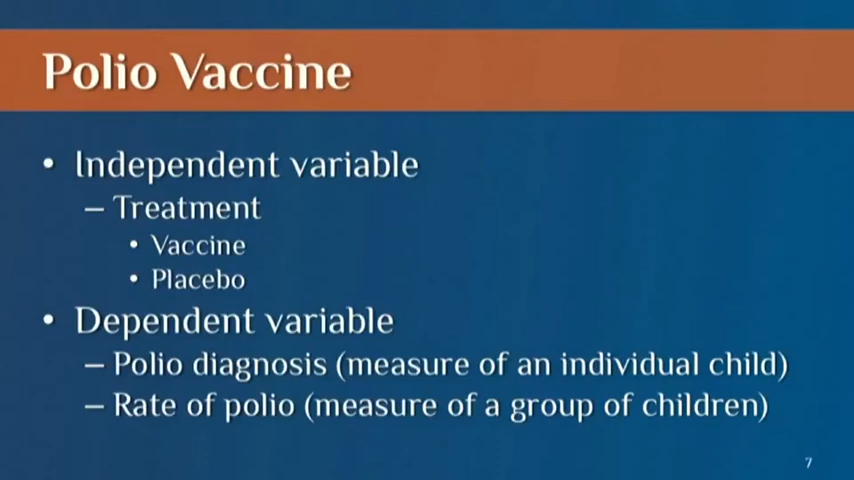 Polio Vaccine
• Independent variable
– Treatment
• Vaccine
• Placebo
• Dependent variable
– Polio diagnosis (measure of an individual child)
– Rate of polio (measure of a group of children)
7